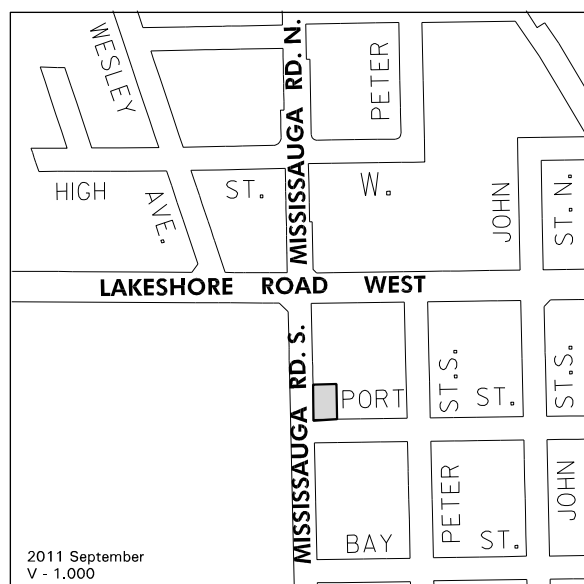 WESLEY
AVE.
MISSISSAUGA RD. N.
PETER
HIGH ST. W.
JOHN
ST. N.
LAKESHORE ROAD WEST
MISSISSAUGA RD. S.
PORT ST.
ST.S.
ST.S.
PETER
JOHN
BAY ST.
2011 September
V - 1.000